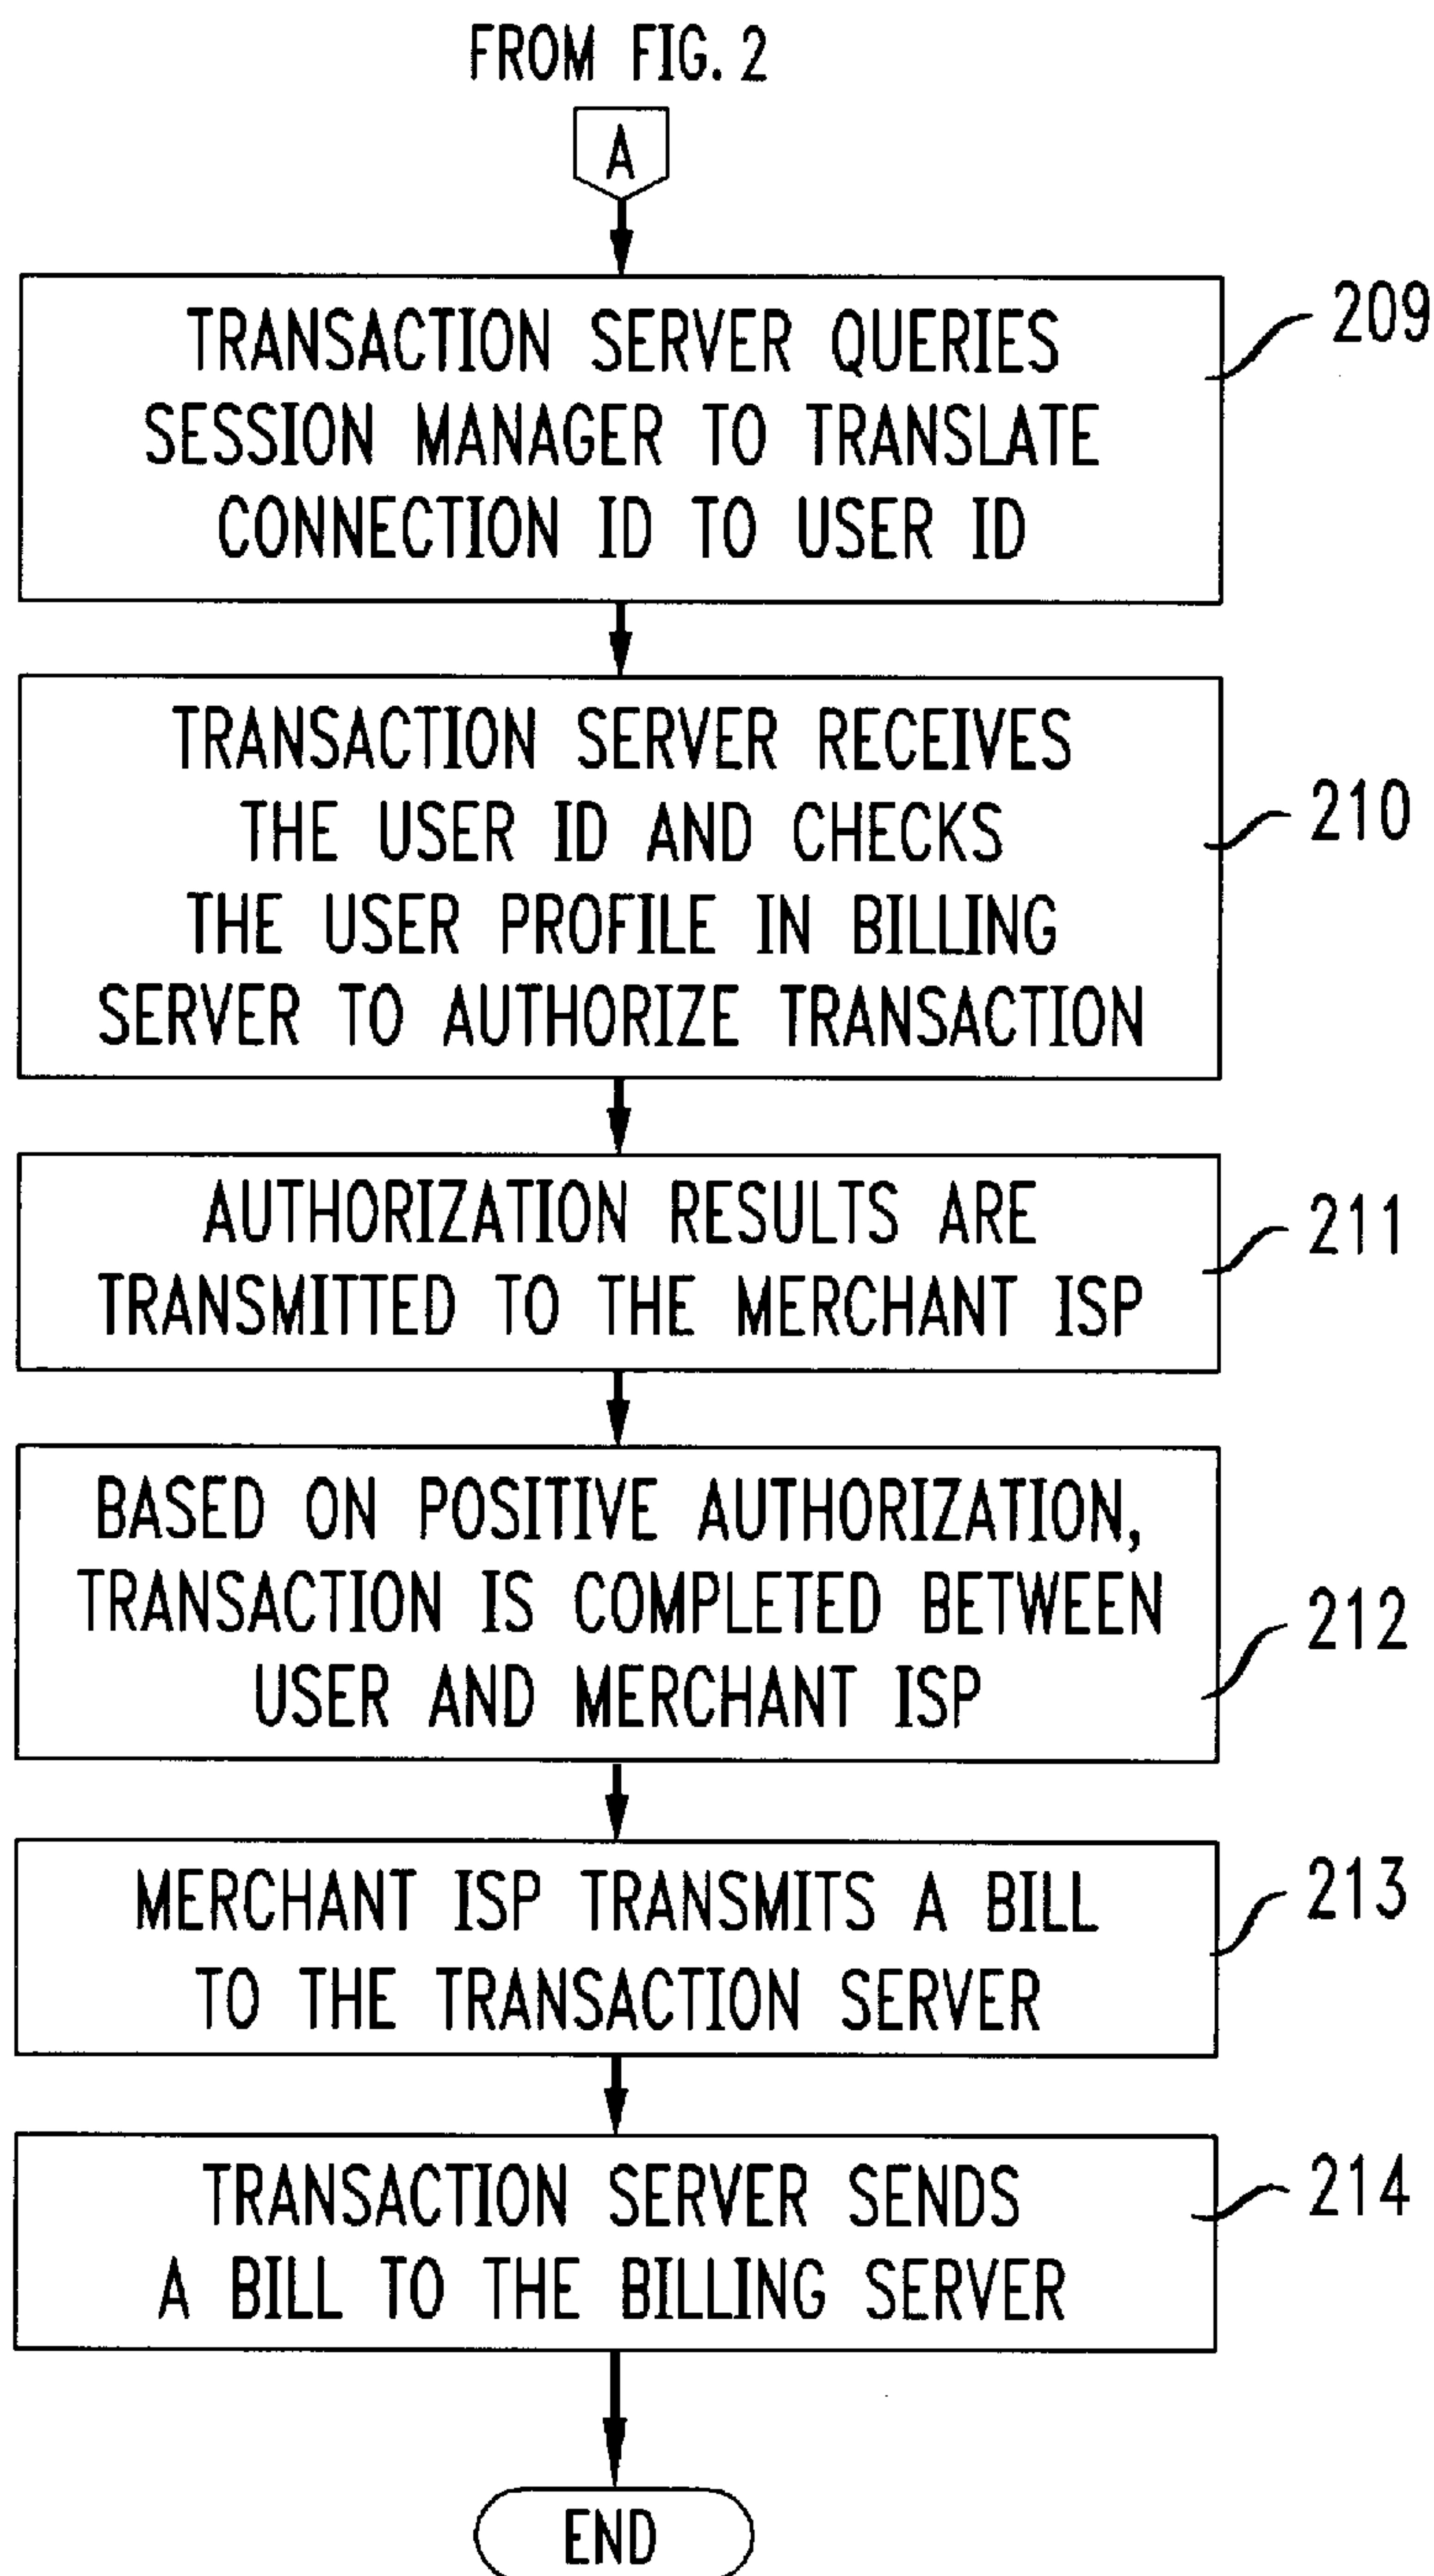 FROM FIG. 2
A
TRANSACTION SERVER QUERIES
SESSION MANAGER TO TRANSLATE
CONNECTION ID TO USER ID
209
TRANSACTION SERVER RECEIVES
THE USER ID AND CHECKS
THE USER PROFILE IN BILLING
SERVER TO AUTHORIZE TRANSACTION
210
AUTHORIZATION RESULTS ARE
TRANSMITTED TO THE MERCHANT ISP
211
BASED ON POSITIVE AUTHORIZATION,
TRANSACTION IS COMPLETED BETWEEN
USER AND MERCHANT ISP
212
MERCHANT ISP TRANSMITS A BILL
TO THE TRANSACTION SERVER
213
TRANSACTION SERVER SENDS
A BILL TO THE BILLING SERVER
214
END